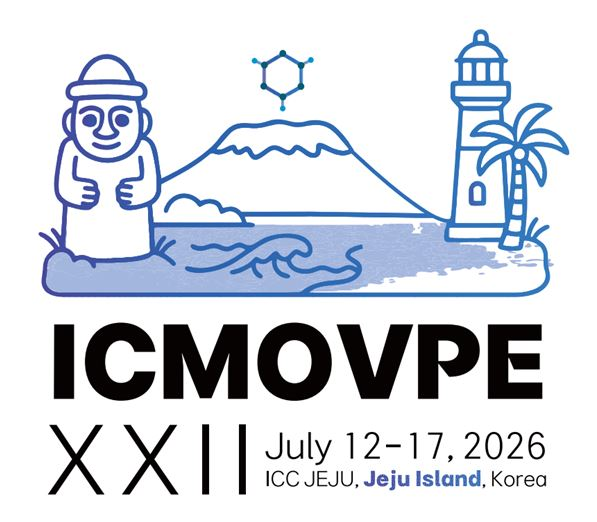 ICMOVPE
XXII
July 12-17, 2026
ICC JEJU, Jeju Island, Korea